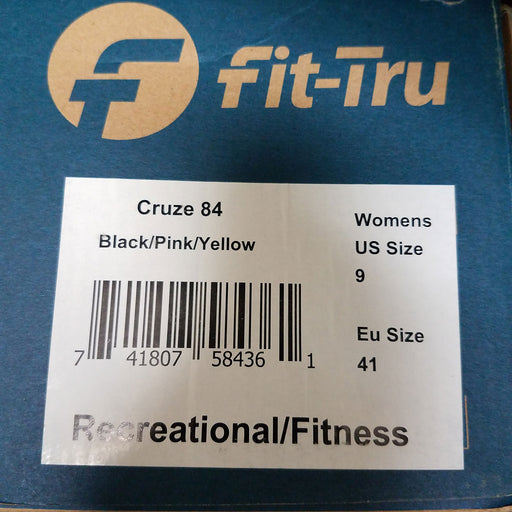 Fit-Tru
Cruze 84
Black/Pink/Yellow
Womens
US Size
9
Eu Size
41
7 41807 58436 1
Recreational/Fitness